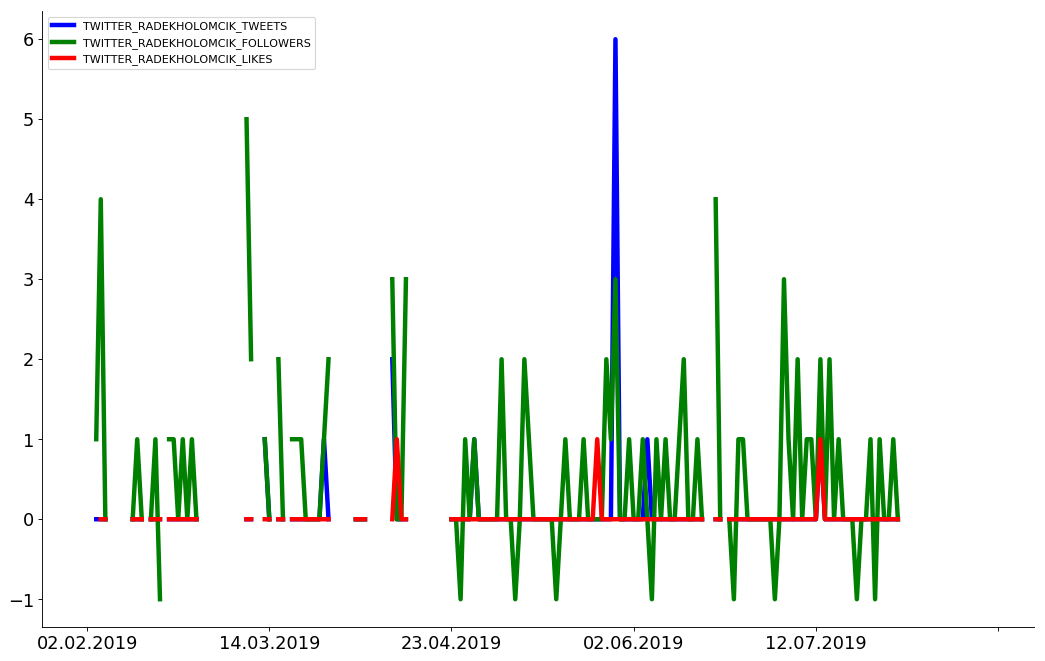 TWITTER_RADEKHOLOMCIK_TWEETS
TWITTER_RADEKHOLOMCIK_FOLLOWERS
TWITTER_RADEKHOLOMCIK_LIKES
6
5
4
3
2
1
0
−1
02.02.2019 14.03.2019 23.04.2019 02.06.2019 12.07.2019